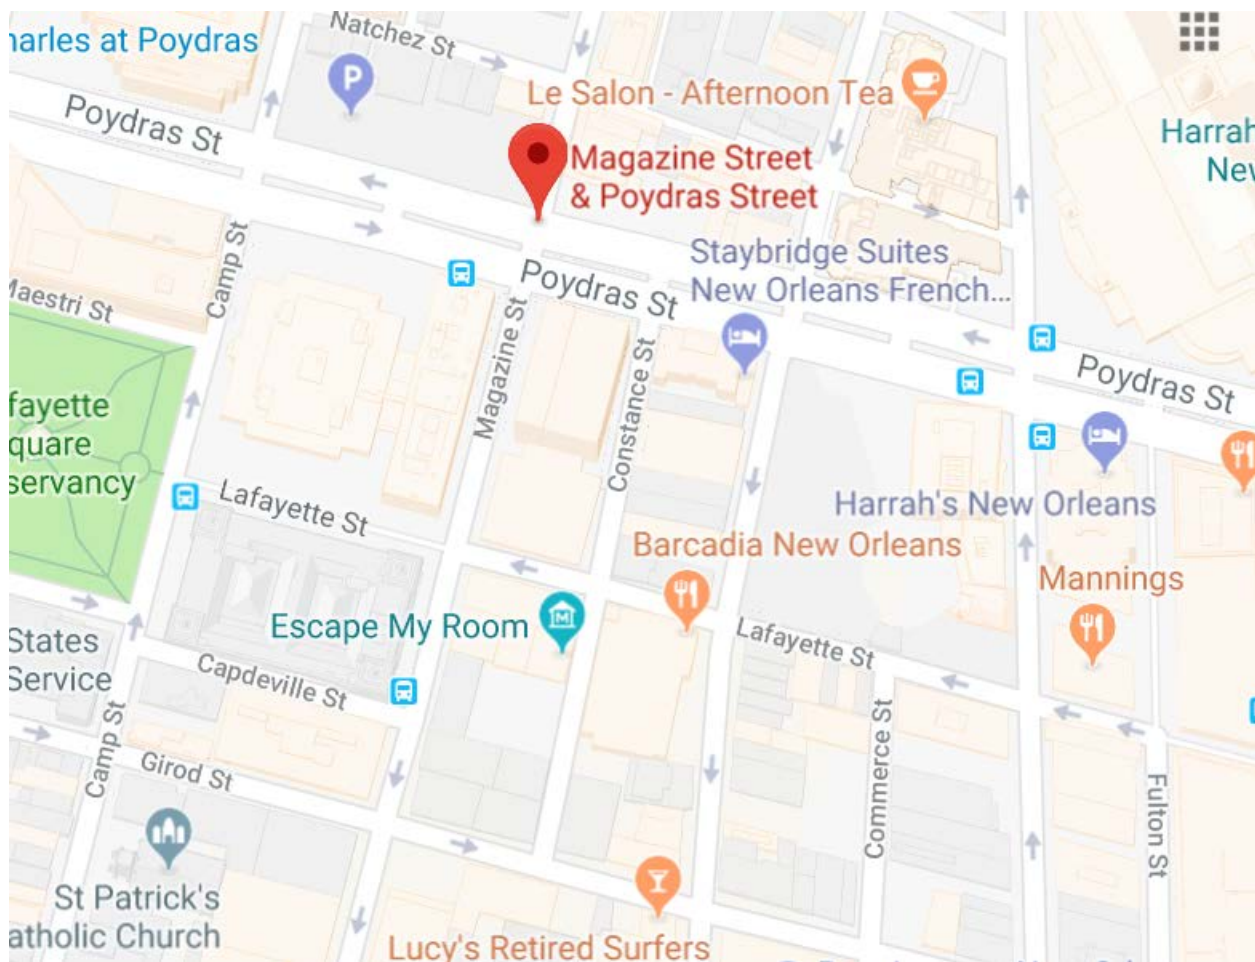 Natchez St
harles at Poydras
P
Le Salon - Afternoon Tea
Poydras St
Harrah
Nev
Magazine Street
& Poydras Street
Camp St
Staybridge Suites
New Orleans French...
Maestri St
Poydras St
Magazine St
Constance St
Poydras St
fayette
quare
servancy
Lafayette St
Harrah's New Orleans
Barcadia New Orleans
Mannings
Escape My Room
M
Lafayette St
States
Service
Capdeville St
Camp St
Girod St
Commerce St
Fulton St
St Patrick's
atholic Church
Lucy's Retired Surfers